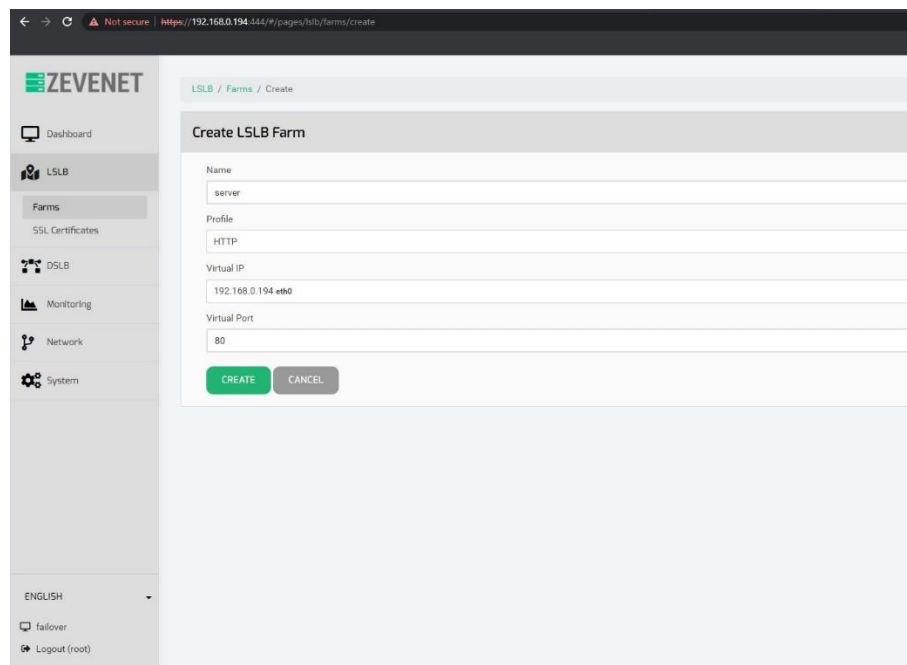 Not secure | https://192.168.0.194:444/#/pages/lslb/farms/create
ZEVENET
LSLB / Farms / Create
Dashboard
Create LSLB Farm
LSLB
Name
server
Farms
Profile
SSL Certificates
HTTP
DSLB
Virtual IP
192.168.0.194 eth0
Monitoring
Virtual Port
Network
80
System
CREATE
CANCEL
ENGLISH
failover
Logout (root)